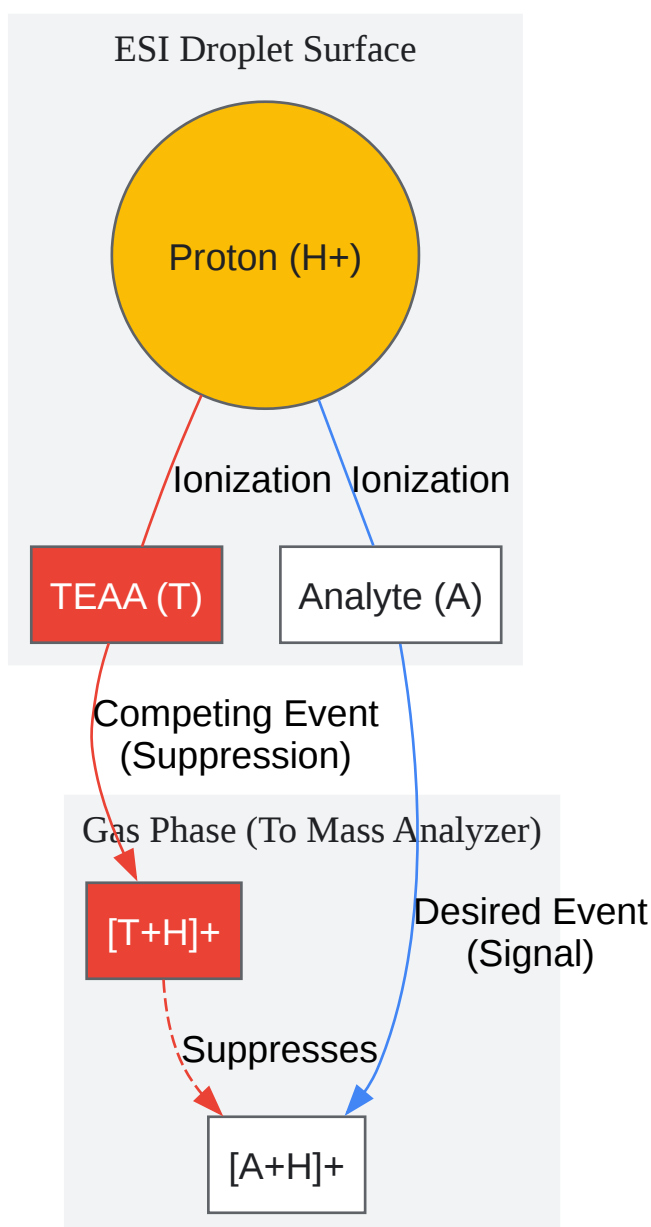 ESI Droplet Surface
Proton (H+)
Ionization
Ionization
TEAA (T)
Analyte (A)
Competing Event
(Suppression)
Gas Phase (To Mass Analyzer)
[T+H]+
Desired Event
(Signal)
Suppresses
[A+H]+